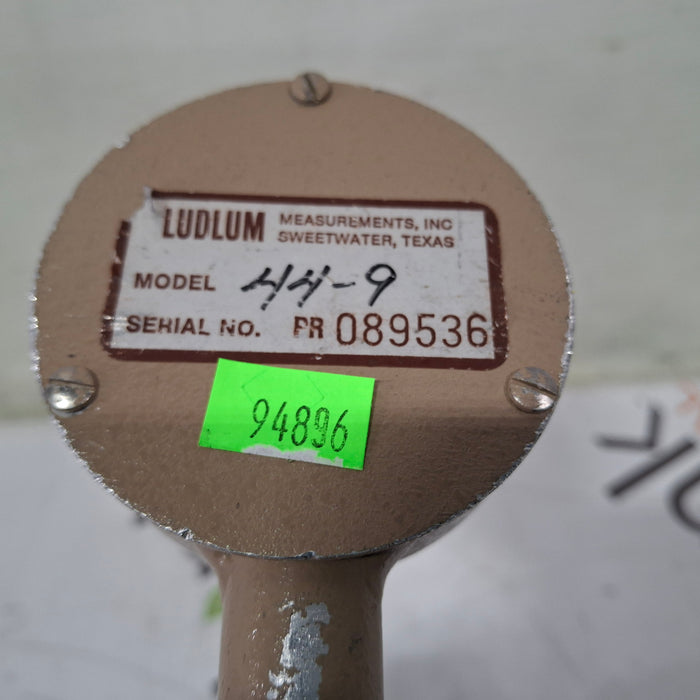 LUDLUM MEASUREMENTS, INC
SWEETWATER, TEXAS
MODEL 44-9
SERIAL NO. PR 089536
94896